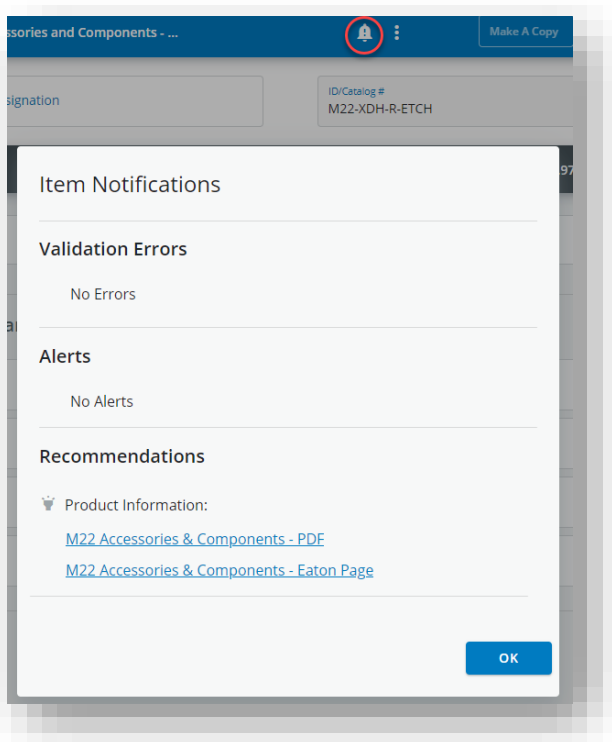 ssories and Components - ...
Make A Copy
signation
ID/Catalog #
M22-XDH-R-ETCH
97
Item Notifications
Validation Errors
No Errors
Alerts
No Alerts
Recommendations
Product Information:
M22 Accessories & Components - PDF
M22 Accessories & Components - Eaton Page
OK